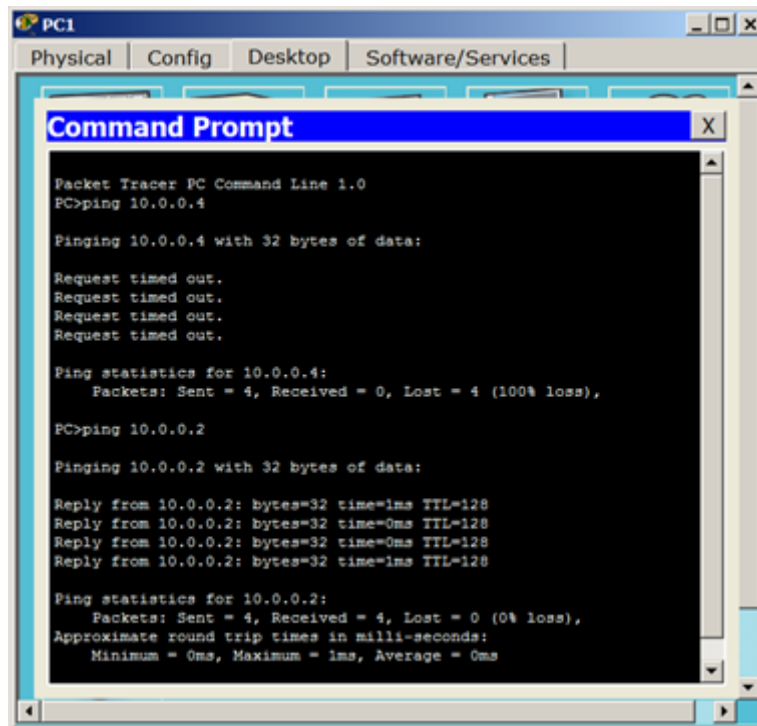 PC1
Physical Config Desktop Software/Services
Command Prompt
X
Packet Tracer PC Command Line 1.0
PC>ping 10.0.0.4
Pinging 10.0.0.4 with 32 bytes of data:
Request timed out.
Request timed out.
Request timed out.
Request timed out.
Ping statistics for 10.0.0.4:
Packets: Sent = 4, Received = 0, Lost = 4 (100% loss),
PC>ping 10.0.0.2
Pinging 10.0.0.2 with 32 bytes of data:
Reply from 10.0.0.2: bytes=32 time=1ms TTL=128
Reply from 10.0.0.2: bytes=32 time=0ms TTL=128
Reply from 10.0.0.2: bytes=32 time=0ms TTL=128
Reply from 10.0.0.2: bytes=32 time=1ms TTL=128
Ping statistics for 10.0.0.2:
Packets: Sent = 4, Received = 4, Lost = 0 (0% loss),
Approximate round trip times in milli-seconds:
Minimum = 0ms, Maximum = 1ms, Average = 0ms